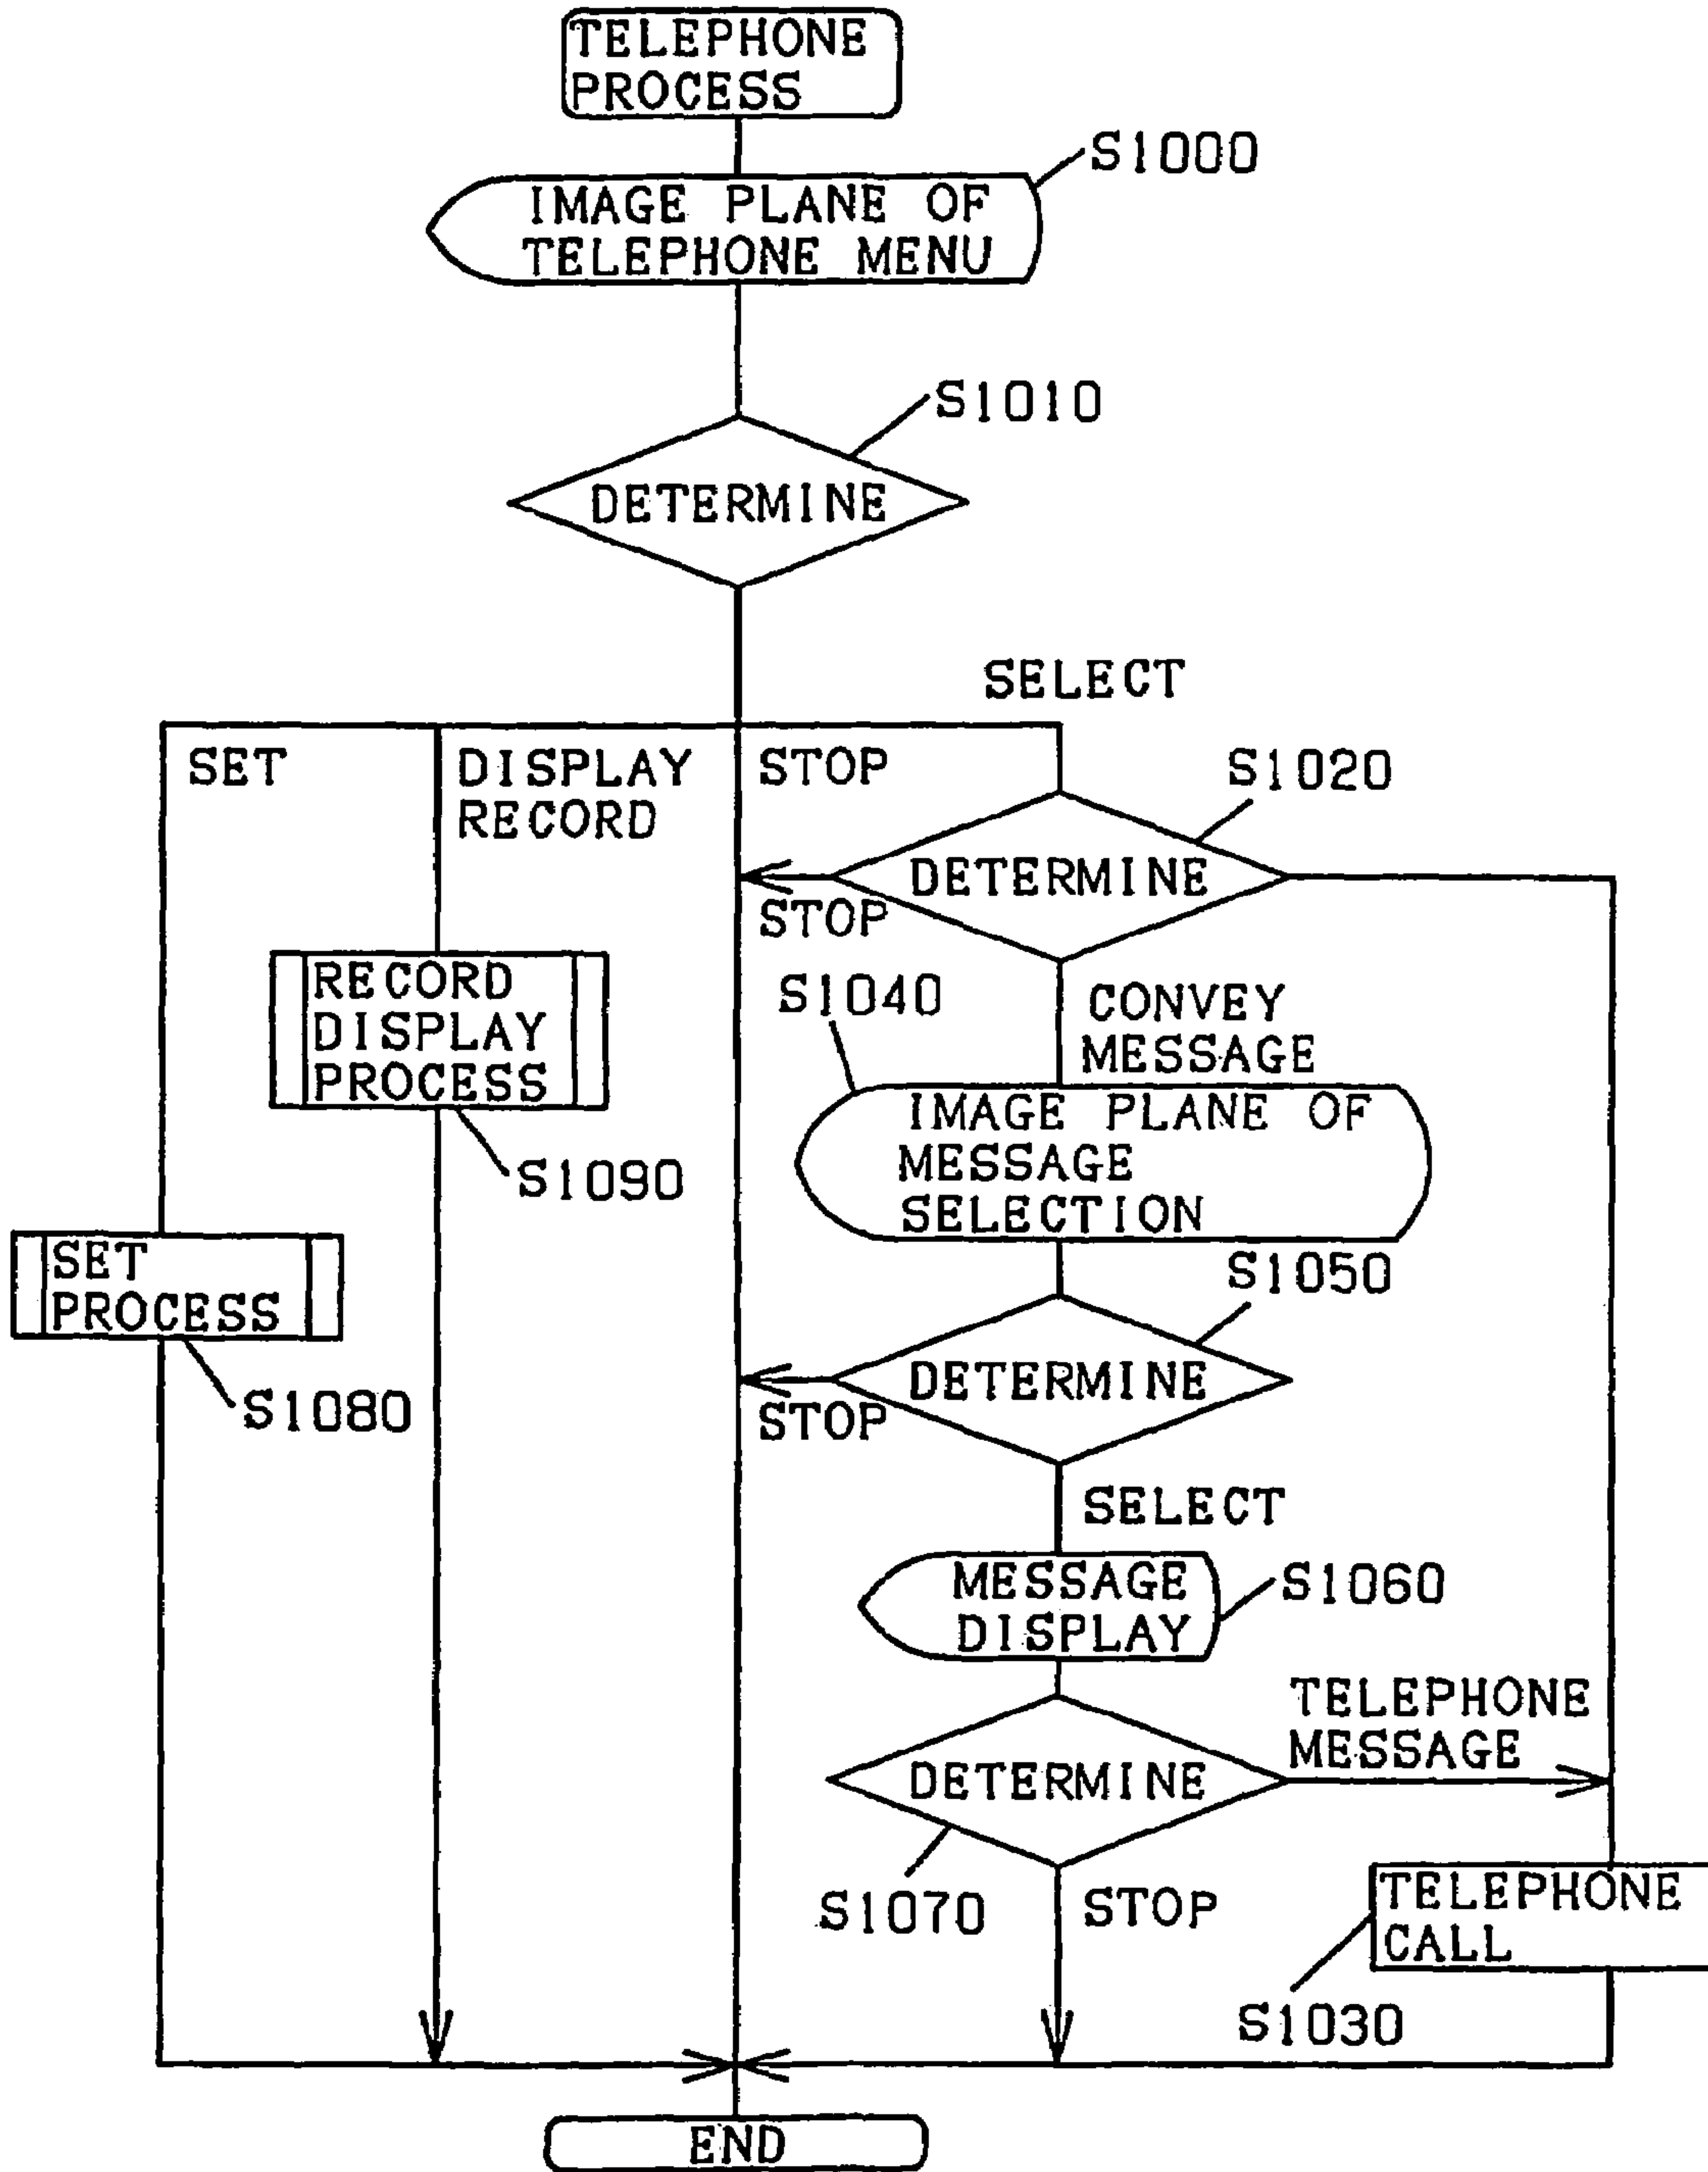 TELEPHONE
PROCESS
S1000
IMAGE PLANE OF
TELEPHONE MENU
S1010
DETERMINE
SELECT
SET
DISPLAY
RECORD
STOP
S1020
DETERMINE
STOP
RECORD
DISPLAY
PROCESS
S1040
CONVEY
MESSAGE
IMAGE PLANE OF
MESSAGE
SELECTION
S1090
SET
PROCESS
S1050
DETERMINE
STOP
S1080
SELECT
MESSAGE
DISPLAY
S1060
TELEPHONE
MESSAGE
DETERMINE
S1070
STOP
TELEPHONE
CALL
S1030
END